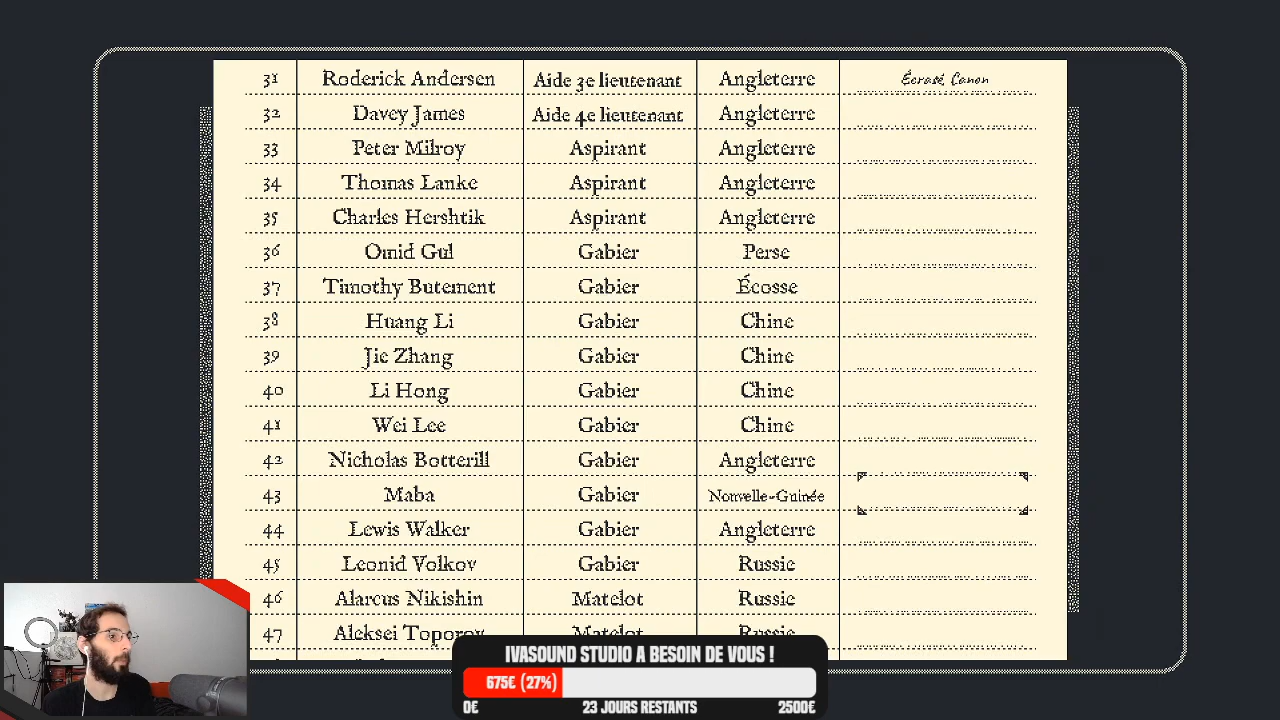 31 Roderick Andersen Aide 3e lieutenant Angleterre Écrasé Canon
32 Davey James Aide 4e lieutenant Angleterre
33 Peter Milroy Aspirant Angleterre
34 Thomas Lanke Aspirant Angleterre
35 Charles Hershtik Aspirant Angleterre
36 Omid Gul Gabier Perse
37 Timothy Butement Gabier Écosse
38 Huang Li Gabier Chine
39 Jie Zhang Gabier Chine
40 Li Hong Gabier Chine
41 Wei Lee Gabier Chine
42 Nicholas Botterill Gabier Angleterre
43 Maba Gabier Nouvelle-Guinée
44 Lewis Walker Gabier Angleterre
45 Leonid Volkov Gabier Russie
46 Alarcus Nikishin Matelot Russie
47 Aleksei Toporov Matelot Russie
IVASOUND STUDIO A BESOIN DE VOUS !
675€ (27%)
0€ 23 JOURS RESTANTS 2500€